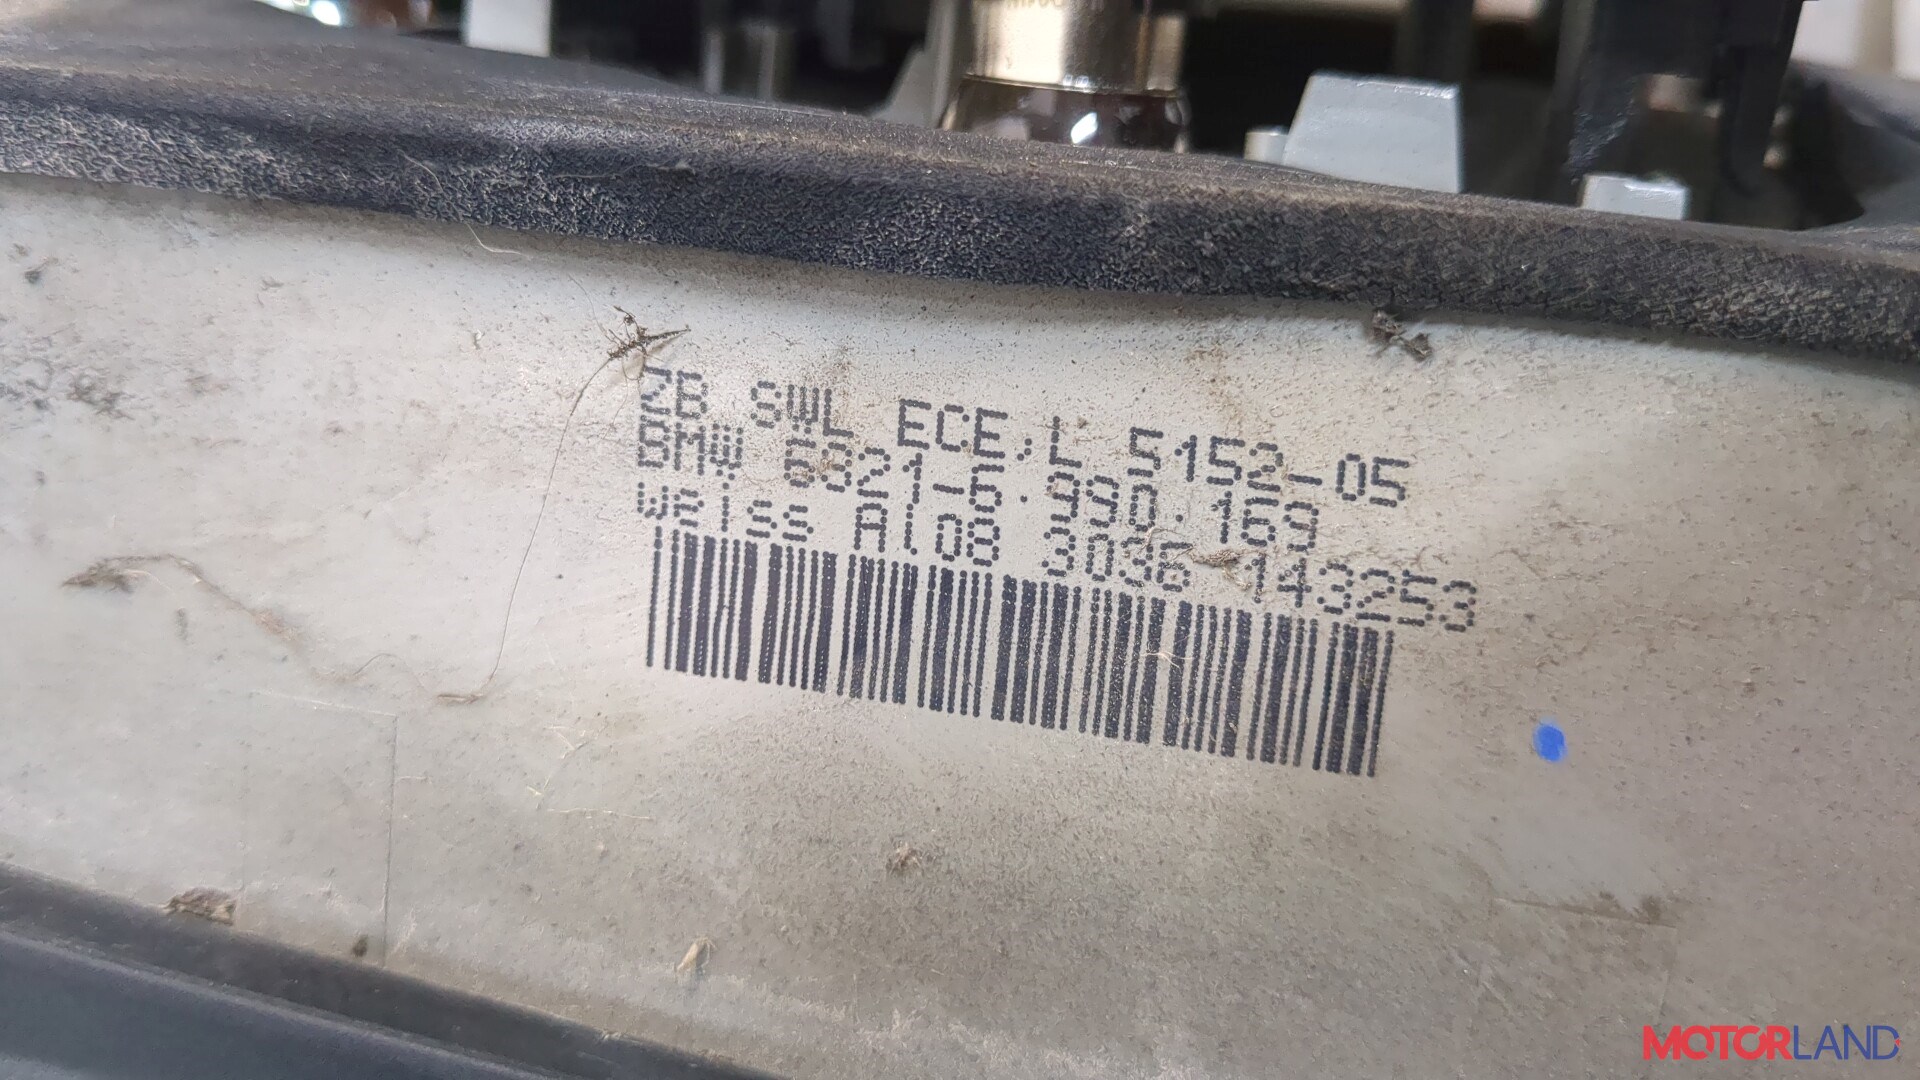 ZB SWL ECE,L 5152-05
BMW 6321-6.990.169
weiss Al08 3036 143253
MOTORLAND